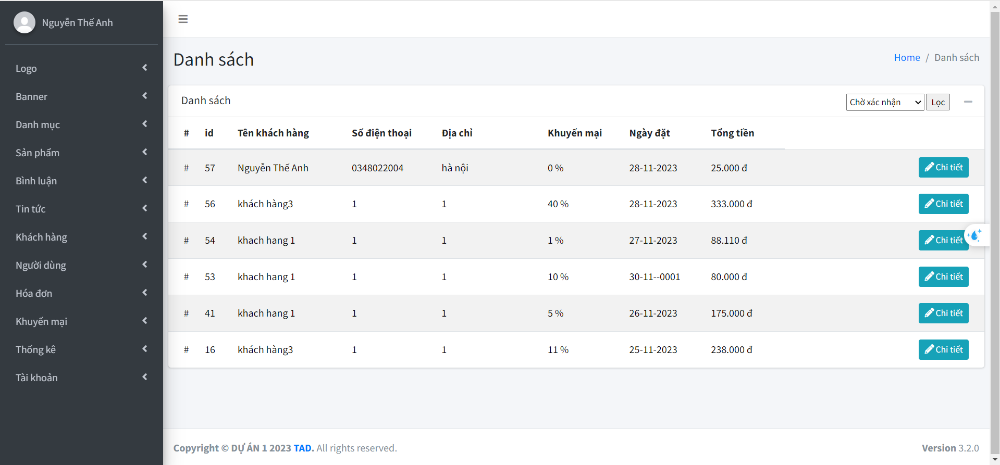 Nguyễn Thế Anh
Logo
Banner
Danh mục
Sản phẩm
Bình luận
Tin tức
Khách hàng
Người dùng
Hóa đơn
Khuyến mại
Thống kê
Tài khoản
Danh sách
Home / Danh sách
Danh sách
Chờ xác nhận Lọc
# id Tên khách hàng Số điện thoại Địa chỉ Khuyến mại Ngày đặt Tổng tiền
# 57 Nguyễn Thế Anh 0348022004 hà nội 0 % 28-11-2023 25.000 đ Chi tiết
# 56 khách hàng3 1 1 40 % 28-11-2023 333.000 đ Chi tiết
# 54 khach hang 1 1 1 1 % 27-11-2023 88.110 đ Chi tiết
# 53 khach hang 1 1 1 10 % 30-11--0001 80.000 đ Chi tiết
# 41 khach hang 1 1 1 5 % 26-11-2023 175.000 đ Chi tiết
# 16 khách hàng3 1 1 11 % 25-11-2023 238.000 đ Chi tiết
Copyright © DỰ ÁN 1 2023 TAD. All rights reserved.
Version 3.2.0